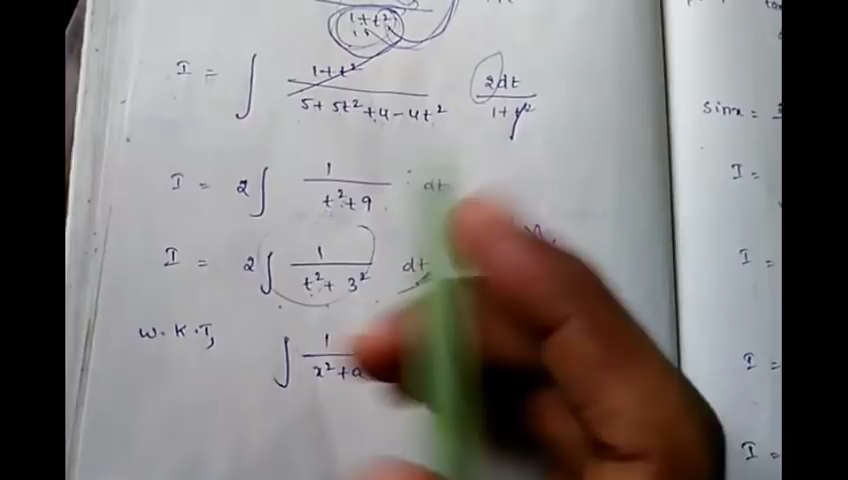 1+t²
I = ∫ 1+t² / 5+5t²+4-4t² 2dt / 1+t²
I = 2∫ 1 / t²+9 dt
I = 2∫ 1 / t²+3² dt
W.K.T, ∫ 1 / x²+a
sinx =
I =
I =
I =
I =